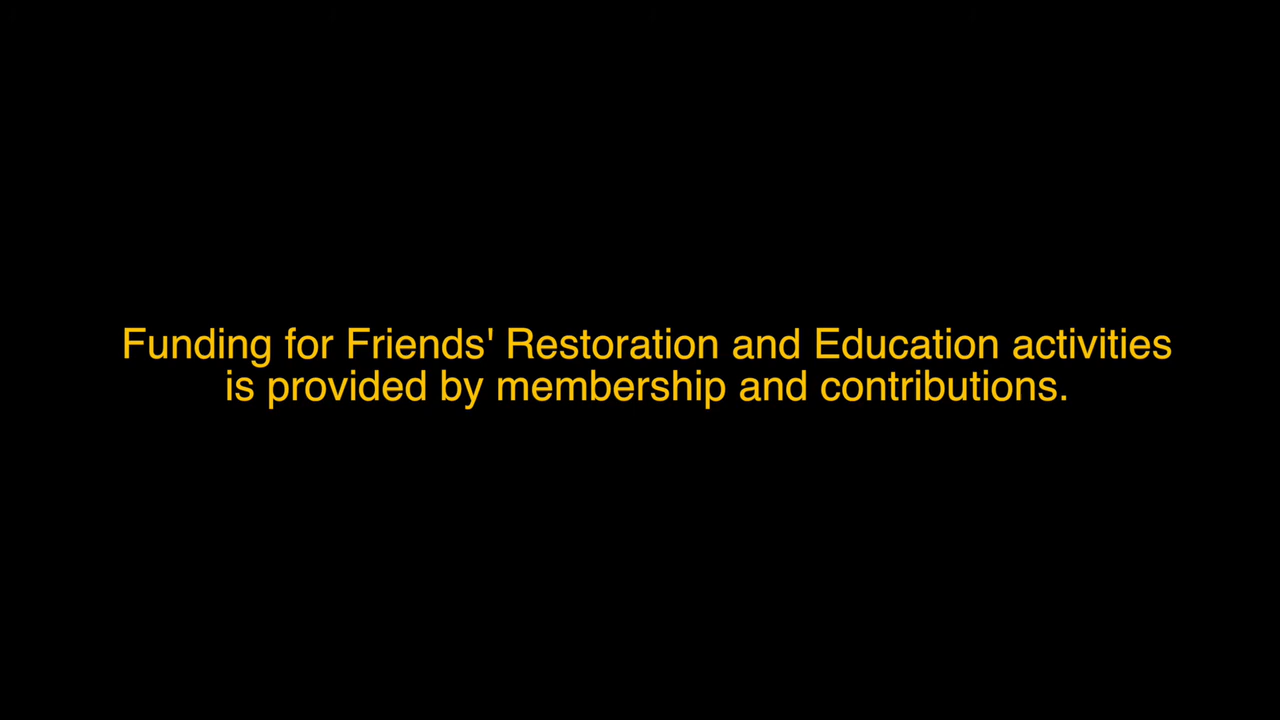 Funding for Friends' Restoration and Education activities
is provided by membership and contributions.